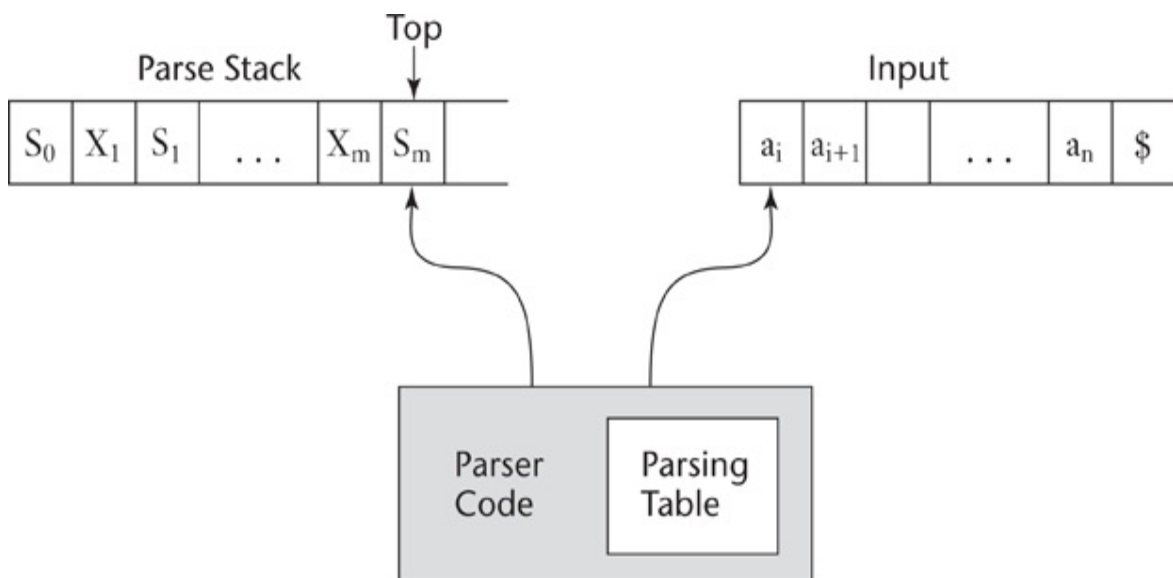 Top
Parse Stack
Input
S₀ X₁ S₁ ... Xₘ Sₘ
aᵢ aᵢ₊₁ ... aₙ $
Parser
Code
Parsing
Table